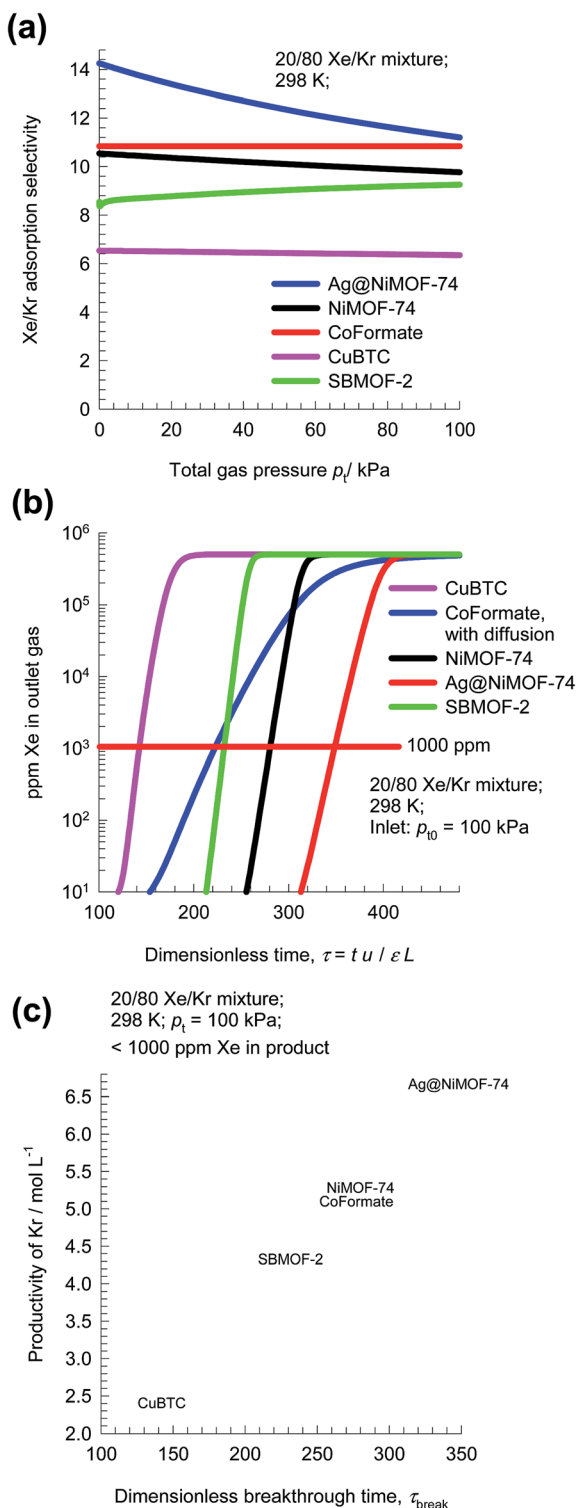 (a)
14
12
10
8
6
4
2
0
Xe/Kr adsorption selectivity
20/80 Xe/Kr mixture;
298 K;
Ag@NiMOF-74
NiMOF-74
CoFormate
CuBTC
SBMOF-2
0 20 40 60 80 100
Total gas pressure pt/ kPa
(b)
10⁶
10⁵
10⁴
10³
10²
10¹
ppm Xe in outlet gas
CuBTC
CoFormate,
with diffusion
NiMOF-74
Ag@NiMOF-74
SBMOF-2
1000 ppm
20/80 Xe/Kr mixture;
298 K;
Inlet: pt0 = 100 kPa
100 200 300 400
Dimensionless time, τ = t u / ε L
(c)
20/80 Xe/Kr mixture;
298 K; pt = 100 kPa;
< 1000 ppm Xe in product
6.5
6.0
5.5
5.0
4.5
4.0
3.5
3.0
2.5
2.0
Productivity of Kr / mol L⁻¹
Ag@NiMOF-74
NiMOF-74
CoFormate
SBMOF-2
CuBTC
100 150 200 250 300 350
Dimensionless breakthrough time, τbreak